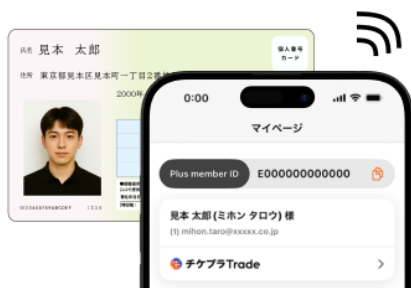 氏名 見本 太郎
個人番号
カード
住所 東京都見本区見本町一丁目2番
2000年
0:00
マイページ
Plus member ID E000000000000
見本 太郎 (ミホン タロウ) 様
(1) mihon.taro@xxxxx.co.jp
チケプラTrade
1234